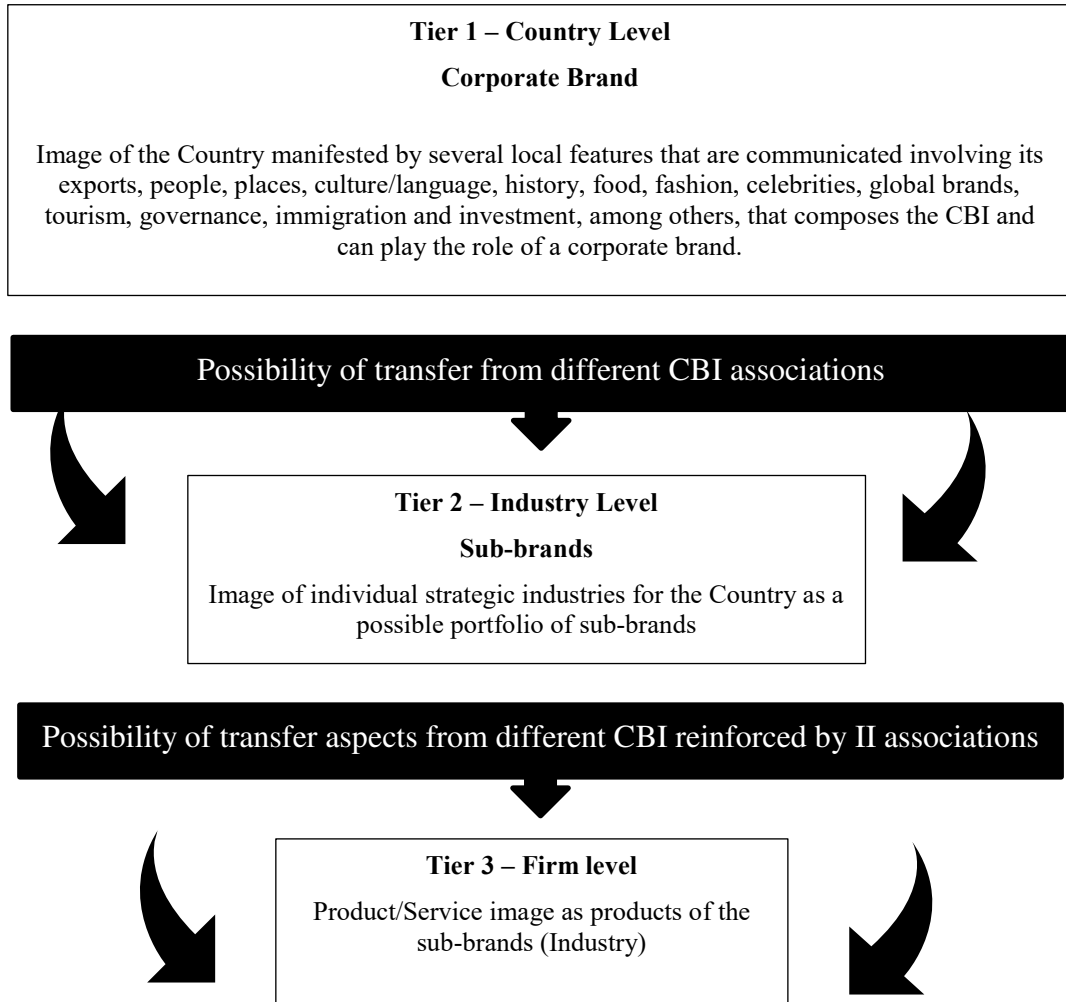 Tier 1 – Country Level
Corporate Brand
Image of the Country manifested by several local features that are communicated involving its
exports, people, places, culture/language, history, food, fashion, celebrities, global brands,
tourism, governance, immigration and investment, among others, that composes the CBI and
can play the role of a corporate brand.
Possibility of transfer from different CBI associations
Tier 2 – Industry Level
Sub-brands
Image of individual strategic industries for the Country as a
possible portfolio of sub-brands
Possibility of transfer aspects from different CBI reinforced by II associations
Tier 3 – Firm level
Product/Service image as products of the
sub-brands (Industry)